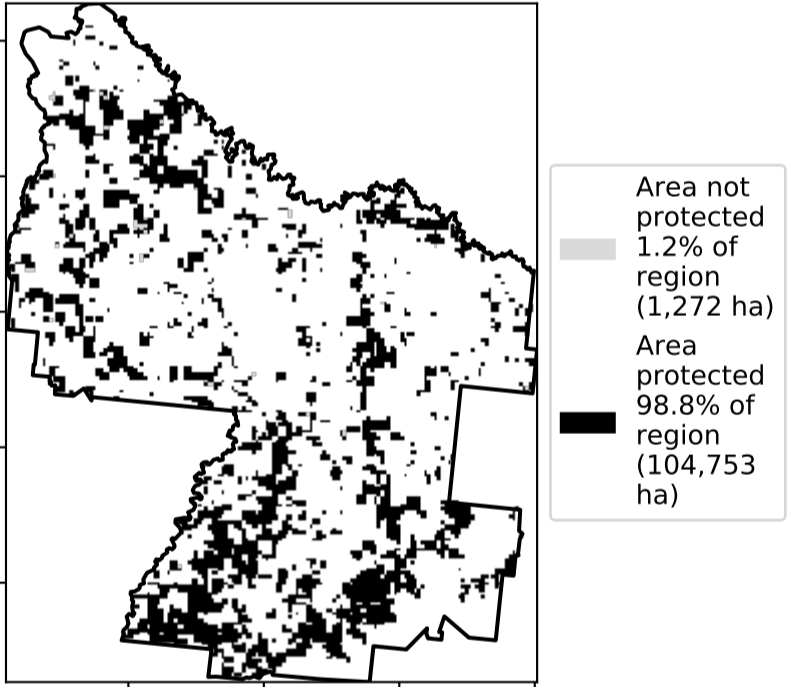 Area not
protected
1.2% of
region
(1,272 ha)
Area
protected
98.8% of
region
(104,753
ha)